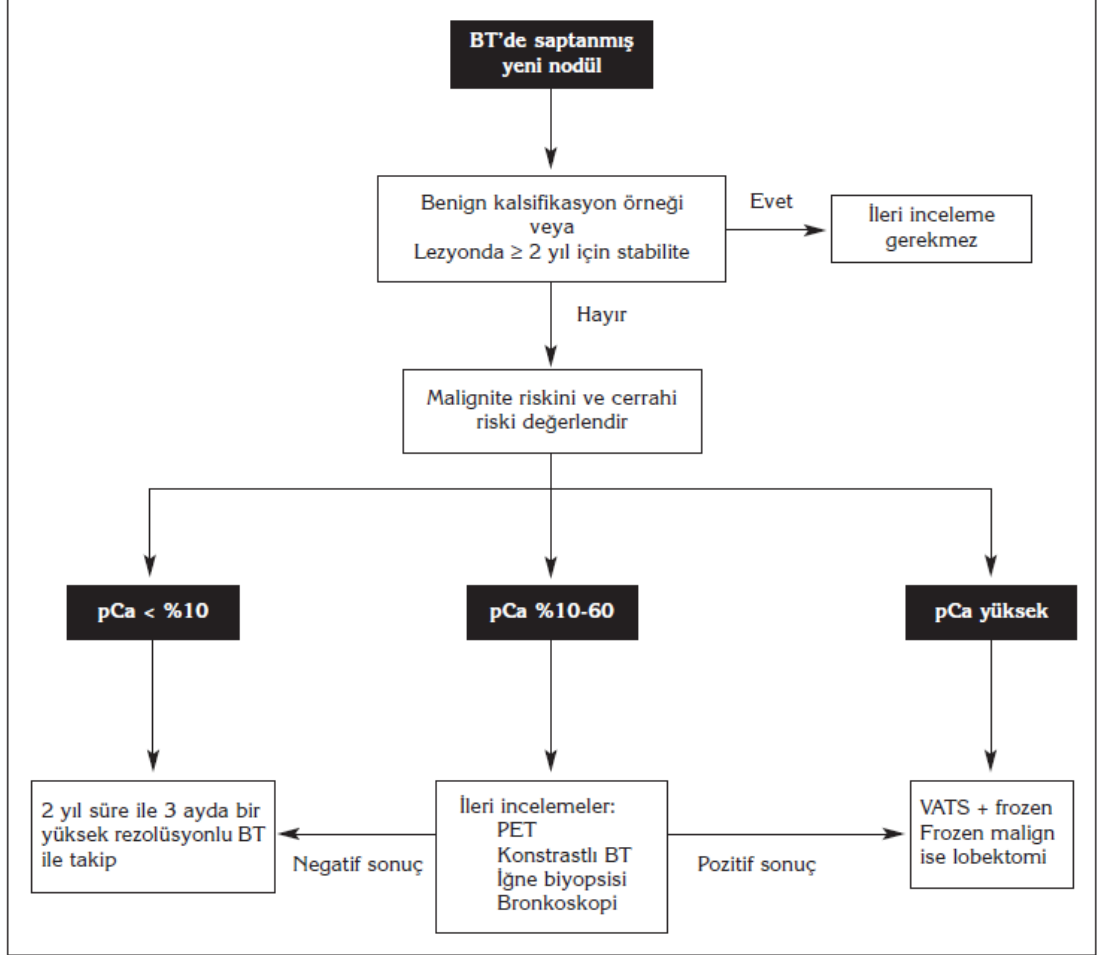 BT'de saptanmış
yeni nodül
Benign kalsifikasyon örneği
veya
Lezyonda ≥ 2 yıl için stabilite
Evet
İleri inceleme
gerekmez
Hayır
Malignite riskini ve cerrahi
riski değerlendir
pCa < %10
pCa %10-60
pCa yüksek
2 yıl süre ile 3 ayda bir
yüksek rezolüsyonlu BT
ile takip
Negatif sonuç
İleri incelemeler:
PET
Konstrastlı BT
İğne biyopsisi
Bronkoskopi
Pozitif sonuç
VATS + frozen
Frozen malign
ise lobektomi